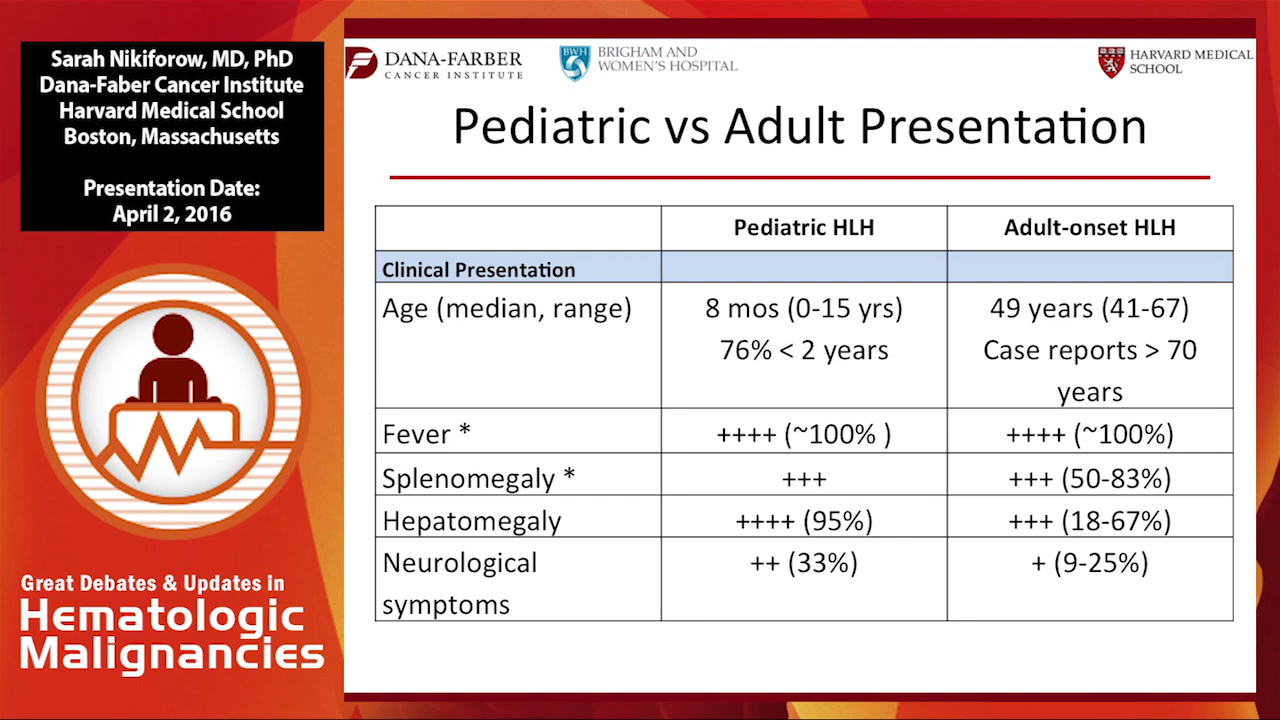 Sarah Nikiforow, MD, PhD
Dana-Faber Cancer Institute
Harvard Medical School
Boston, Massachusetts
Presentation Date:
April 2, 2016
Great Debates & Updates in
Hematologic
Malignancies
DANA-FARBER
CANCER INSTITUTE
BWH
BRIGHAM AND
WOMEN'S HOSPITAL
HARVARD MEDICAL
SCHOOL
Pediatric vs Adult Presentation
Pediatric HLH Adult-onset HLH
Clinical Presentation
Age (median, range) 8 mos (0-15 yrs) 49 years (41-67)
76% < 2 years Case reports > 70
years
Fever * ++++ (~100% ) ++++ (~100%)
Splenomegaly * +++ +++ (50-83%)
Hepatomegaly ++++ (95%) +++ (18-67%)
Neurological ++ (33%) + (9-25%)
symptoms